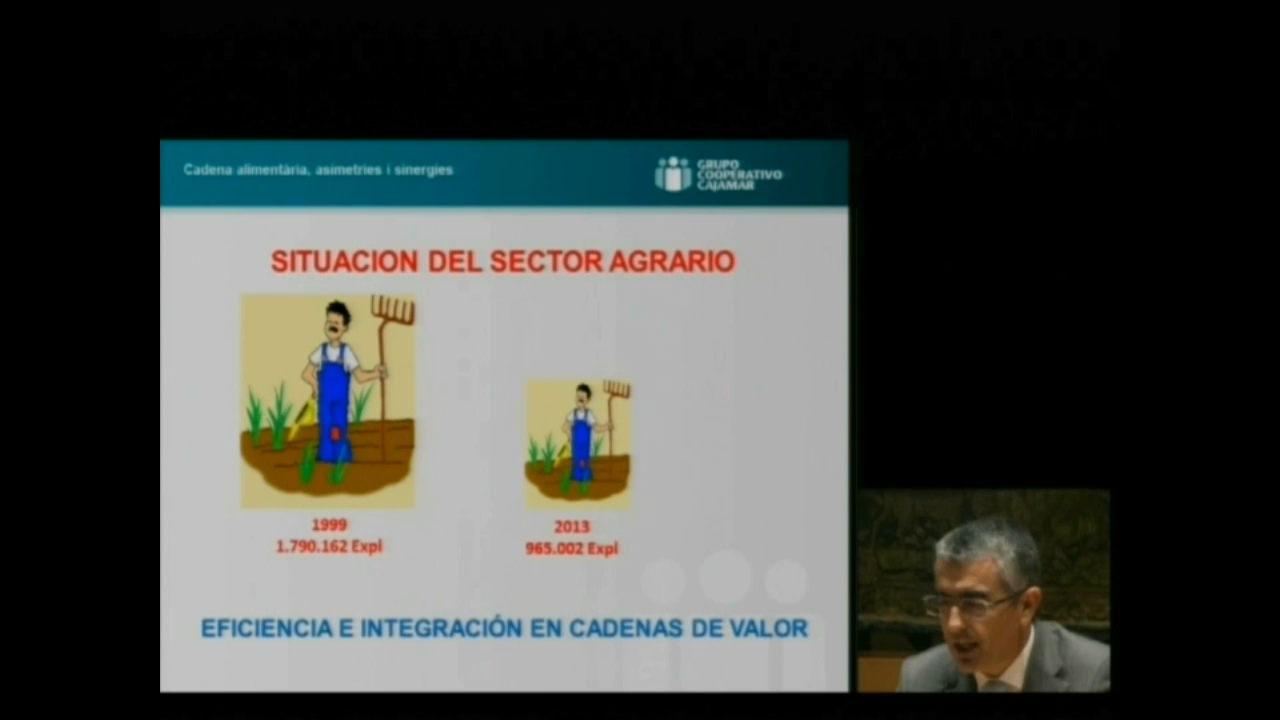 Cadena alimentària, asimetries i sinergies
GRUPO
COOPERATIVO
CAJAMAR
SITUACION DEL SECTOR AGRARIO
1999
1.790.162 Expl
2013
965.002 Expl
EFICIENCIA E INTEGRACIÓN EN CADENAS DE VALOR